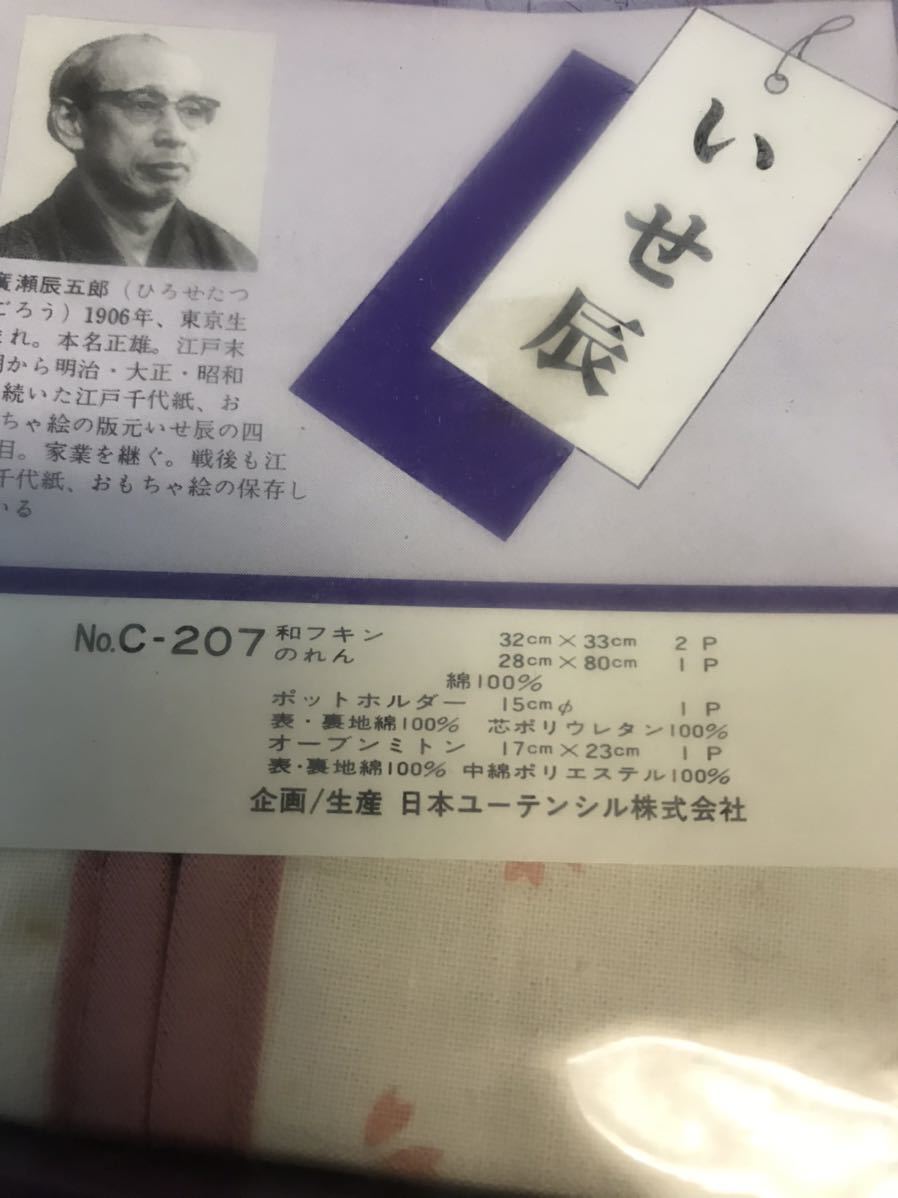 いせ辰
廣瀬辰五郎(ひろせたつ
ごろう)1906年、東京生
まれ。本名正雄。江戸末
期から明治・大正・昭和
続いた江戸千代紙、お
ちゃ絵の版元いせ辰の四
目。家業を継ぐ。戦後も江
千代紙、おもちゃ絵の保存し
いる
No.C-207 和フキン 32cm×33cm 2P
のれん 28cm×80cm 1P
綿100%
ポットホルダー 15cmφ 1P
表・裏地綿100% 芯ポリウレタン100%
オーブンミトン 17cm×23cm 1P
表・裏地綿100% 中綿ポリエステル100%
企画/生産 日本ユーテンシル株式会社